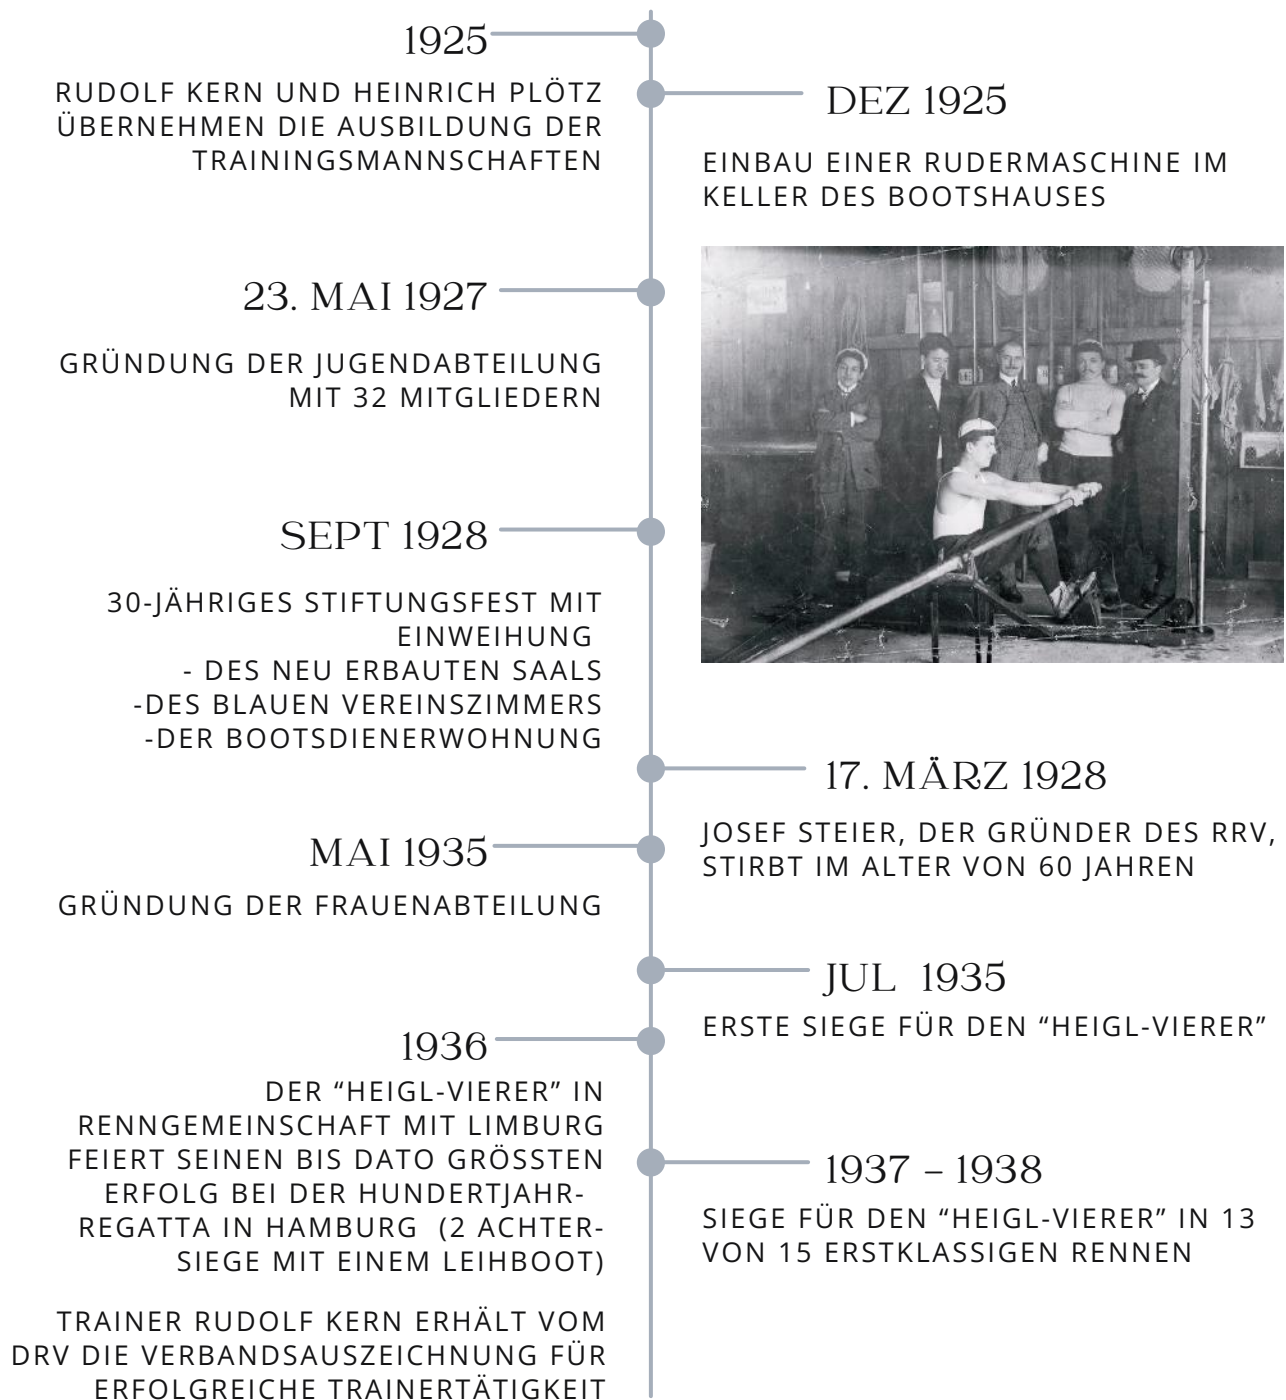 1925
RUDOLF KERN UND HEINRICH PLÖTZ
ÜBERNEHMEN DIE AUSBILDUNG DER
TRAININGSMANNSCHAFTEN
DEZ 1925
EINBAU EINER RUDERMASCHINE IM
KELLER DES BOOTSHAUSES
23. MAI 1927
GRÜNDUNG DER JUGENDABTEILUNG
MIT 32 MITGLIEDERN
SEPT 1928
30-JÄHRIGES STIFTUNGSFEST MIT
EINWEIHUNG
- DES NEU ERBAUTEN SAALS
-DES BLAUEN VEREINSZIMMERS
-DER BOOTSDIENERWOHNUNG
17. MÄRZ 1928
JOSEF STEIER, DER GRÜNDER DES RRV,
STIRBT IM ALTER VON 60 JAHREN
MAI 1935
GRÜNDUNG DER FRAUENABTEILUNG
JUL  1935
ERSTE SIEGE FÜR DEN “HEIGL-VIERER”
1936
DER “HEIGL-VIERER” IN
RENNGEMEINSCHAFT MIT LIMBURG
FEIERT SEINEN BIS DATO GRÖSSTEN
ERFOLG BEI DER HUNDERTJAHR-
REGATTA IN HAMBURG  (2 ACHTER-
SIEGE MIT EINEM LEIHBOOT)
TRAINER RUDOLF KERN ERHÄLT VOM
DRV DIE VERBANDSAUSZEICHNUNG FÜR
ERFOLGREICHE TRAINERTÄTIGKEIT
1937 – 1938
SIEGE FÜR DEN “HEIGL-VIERER” IN 13
VON 15 ERSTKLASSIGEN RENNEN